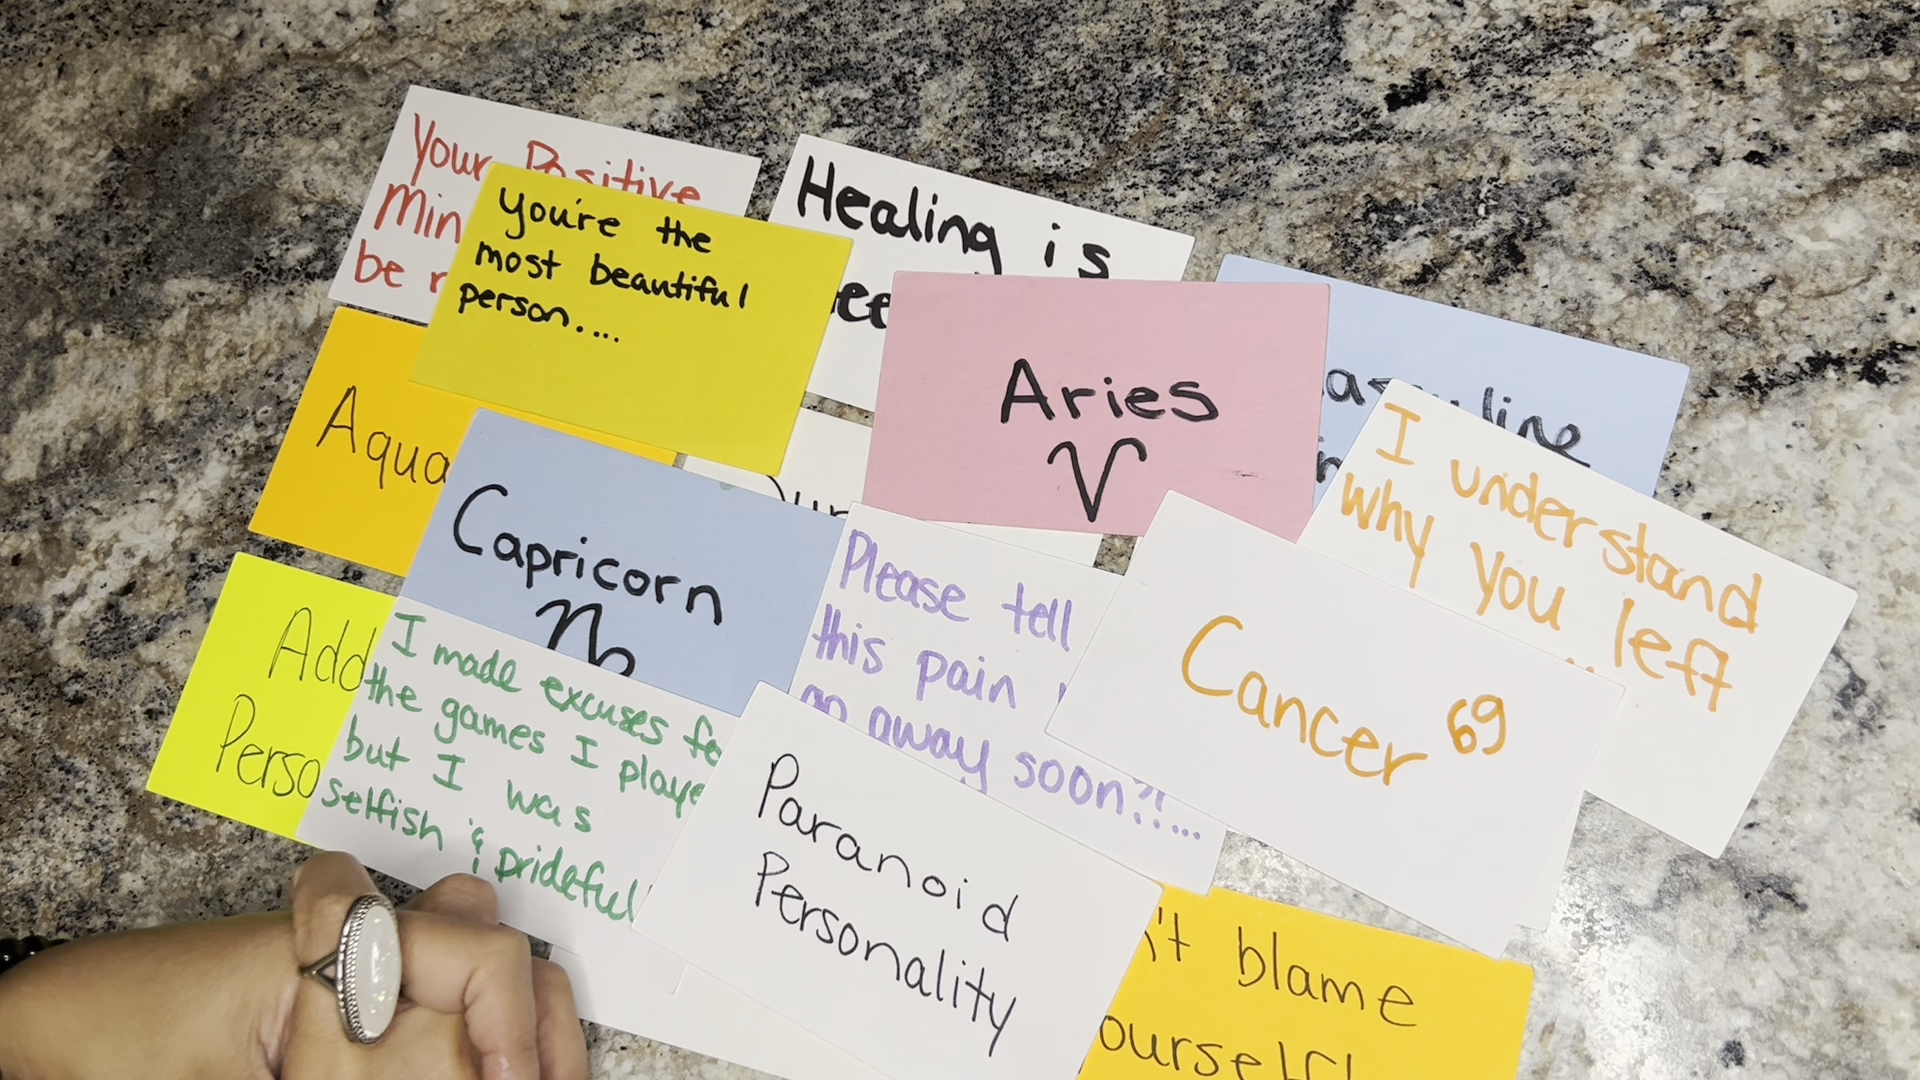 Your Positive
Min
be
You're the
most beautiful
person....
Healing is
Aries
Aqua
Capricorn
I understand
why you left
Please tell
this pain
go away soon?!...
Cancer
Add
Perso
I made excuses fo
the games I playe
but I was
selfish & prideful
Paranoid
Personality
't blame
ourself!